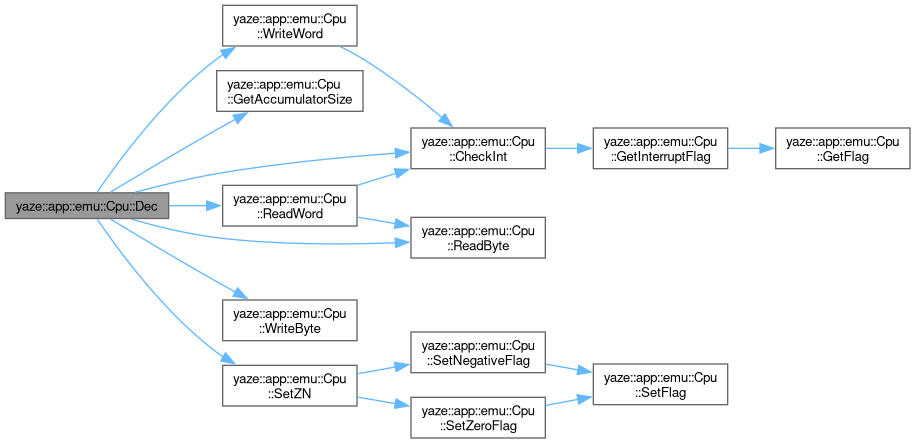 yaze::app::emu::Cpu::Dec
yaze::app::emu::Cpu
::WriteWord
yaze::app::emu::Cpu
::GetAccumulatorSize
yaze::app::emu::Cpu
::CheckInt
yaze::app::emu::Cpu
::GetInterruptFlag
yaze::app::emu::Cpu
::GetFlag
yaze::app::emu::Cpu
::ReadWord
yaze::app::emu::Cpu
::ReadByte
yaze::app::emu::Cpu
::WriteByte
yaze::app::emu::Cpu
::SetZN
yaze::app::emu::Cpu
::SetNegativeFlag
yaze::app::emu::Cpu
::SetFlag
yaze::app::emu::Cpu
::SetZeroFlag